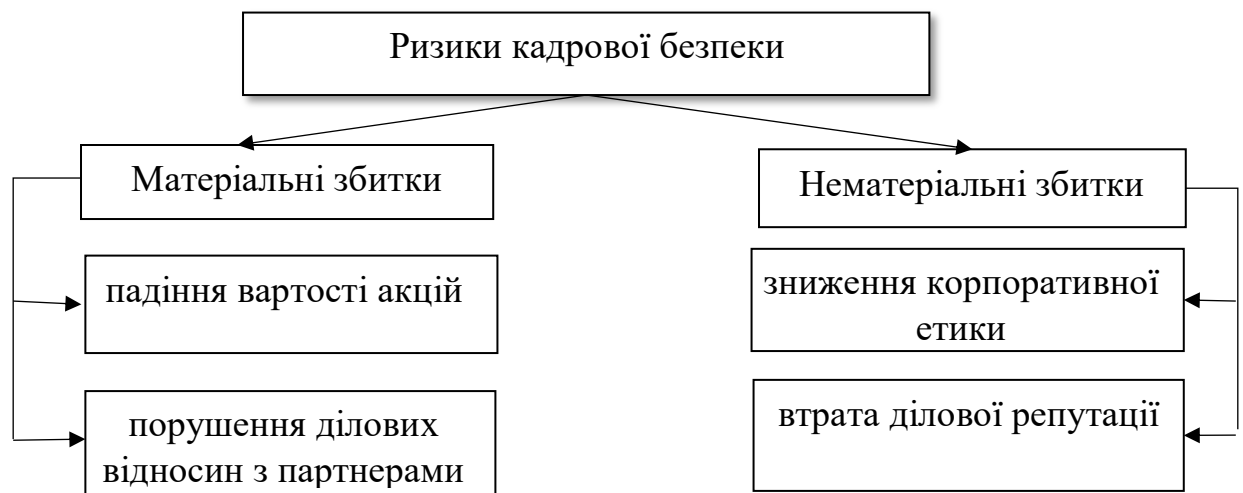 Ризики кадрової безпеки
Матеріальні збитки
Нематеріальні збитки
падіння вартості акцій
зниження корпоративної
етики
порушення ділових
відносин з партнерами
втрата ділової репутації